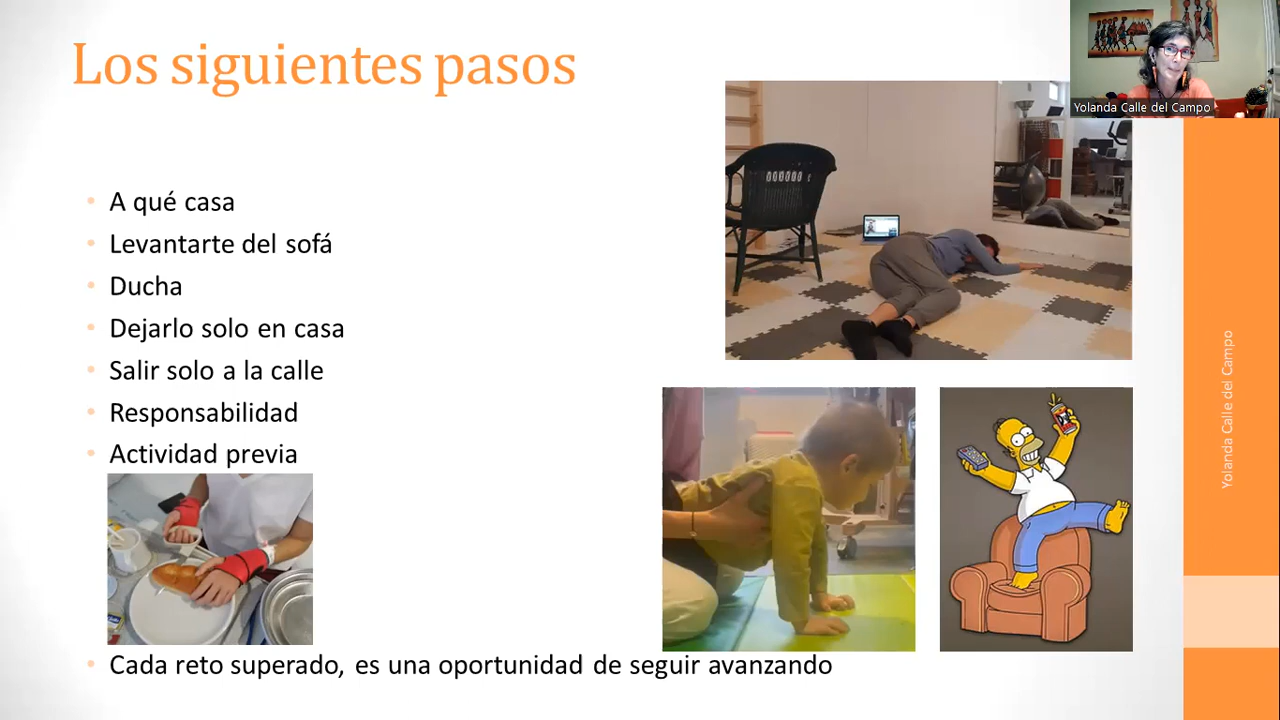 Los siguientes pasos
Yolanda Calle del Campo
A qué casa
Levantarte del sofá
Ducha
Dejarlo solo en casa
Salir solo a la calle
Responsabilidad
Actividad previa
Cada reto superado, es una oportunidad de seguir avanzando
Yolanda Calle del Campo